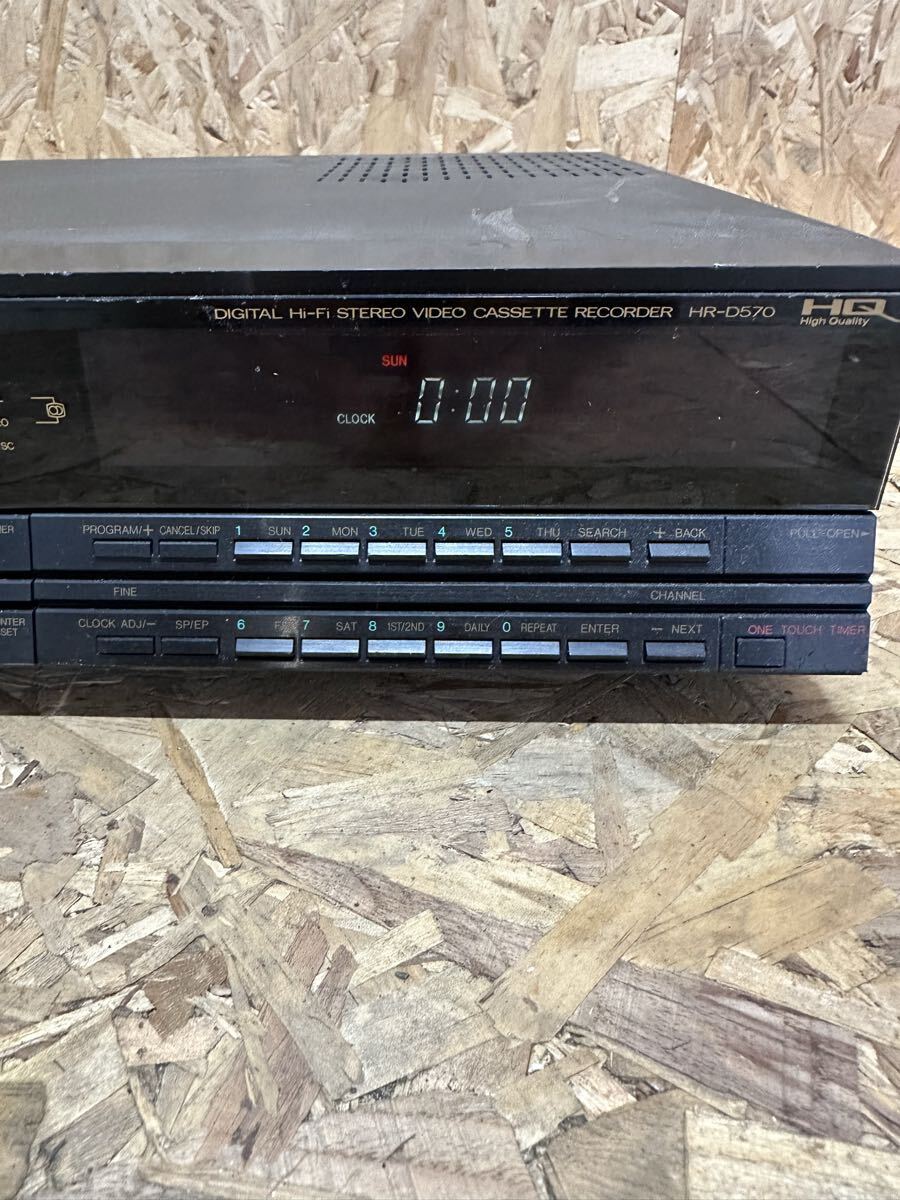 DIGITAL Hi-Fi STEREO VIDEO CASSETTE RECORDER HR-D570 HQ
High Quality
SUN
CLOCK 0:00
PROGRAM/+ CANCEL/SKIP 1 SUN 2 MON 3 TUE 4 WED 5 THU SEARCH + BACK PULL-OPEN►
FINE CHANNEL
CLOCK ADJ/− SP/EP 6 FRI 7 SAT 8 1ST/2ND 9 DAILY 0 REPEAT ENTER − NEXT ONE TOUCH TIMER